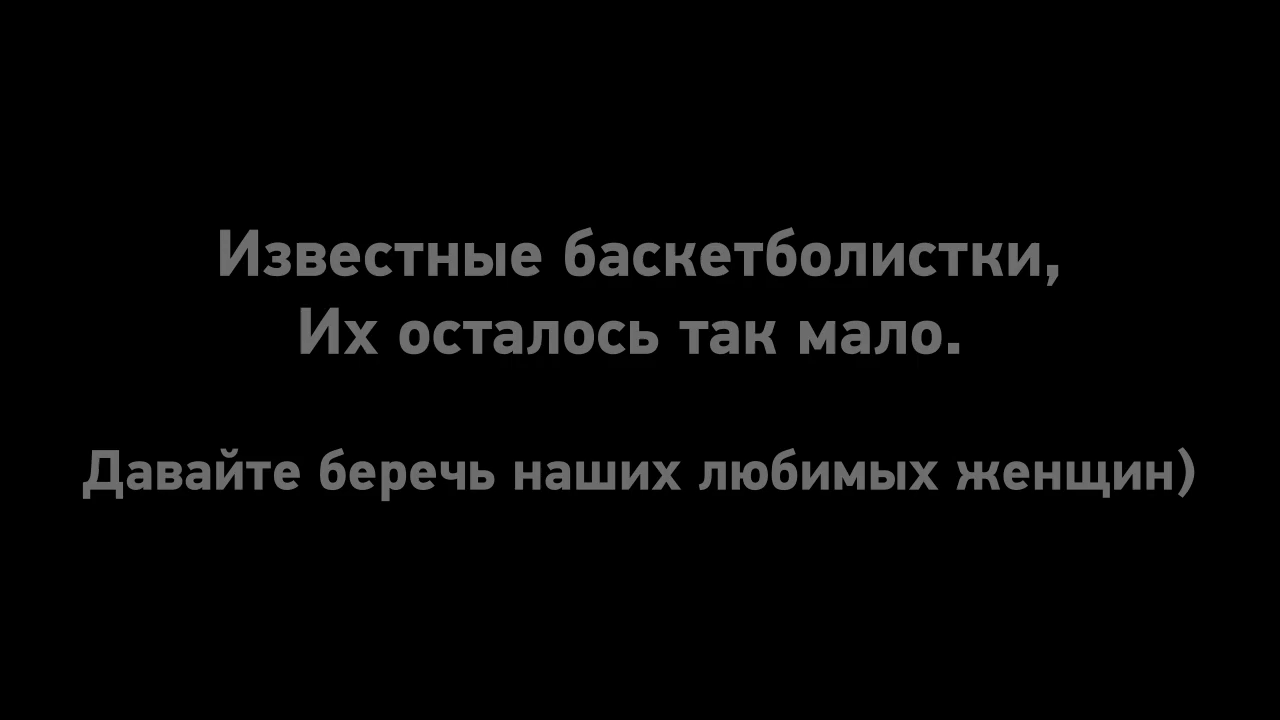 Известные баскетболистки,
Их осталось так мало.
Давайте беречь наших любимых женщин)